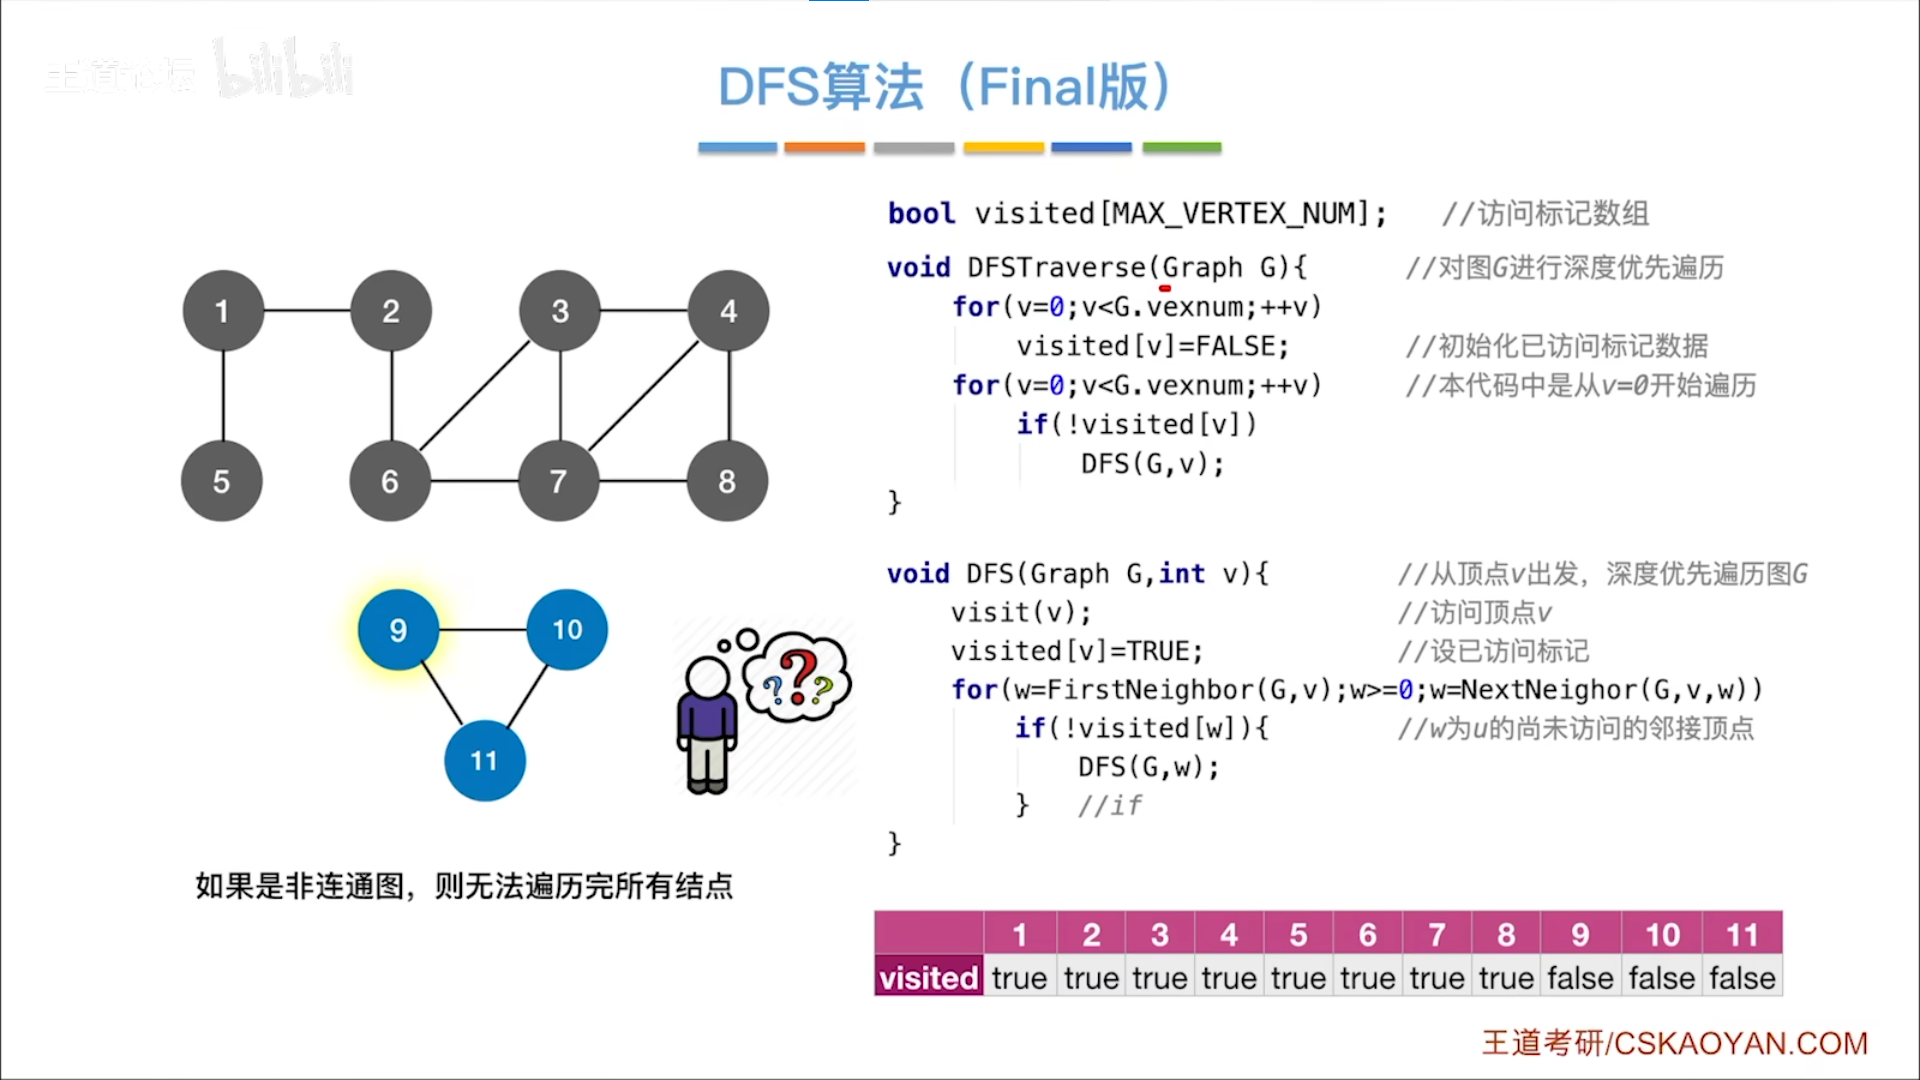 王道论坛 bilibili
DFS算法（Final版）
bool visited[MAX_VERTEX_NUM]; //访问标记数组
void DFSTraverse(Graph G){ //对图G进行深度优先遍历
for(v=0;v<G.vexnum;++v)
visited[v]=FALSE; //初始化已访问标记数据
for(v=0;v<G.vexnum;++v) //本代码中是从v=0开始遍历
if(!visited[v])
DFS(G,v);
}
void DFS(Graph G,int v){ //从顶点v出发，深度优先遍历图G
visit(v); //访问顶点v
visited[v]=TRUE; //设已访问标记
for(w=FirstNeighbor(G,v);w>=0;w=NextNeighor(G,v,w))
if(!visited[w]){ //w为u的尚未访问的邻接顶点
DFS(G,w);
} //if
}
1 2 3 4
5 6 7 8
9 10
11
? ? ?
如果是非连通图，则无法遍历完所有结点
1 2 3 4 5 6 7 8 9 10 11
visited true true true true true true true true false false false
王道考研/CSKAOYAN.COM